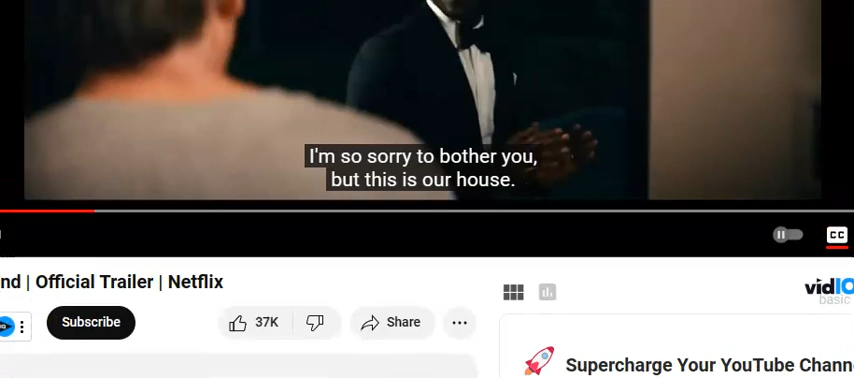 I'm so sorry to bother you,
but this is our house.
CC
nd | Official Trailer | Netflix
vidIQ
basic
Subscribe
37K
Share
Supercharge Your YouTube Chann